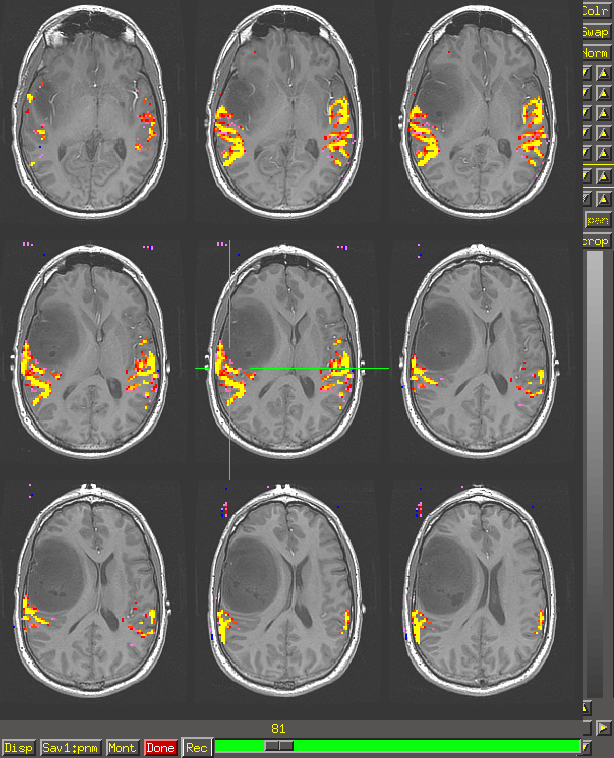 Colr
Swap
Norm
pan
crop
81
Disp
Sav1:pnm
Mont
Done
Rec